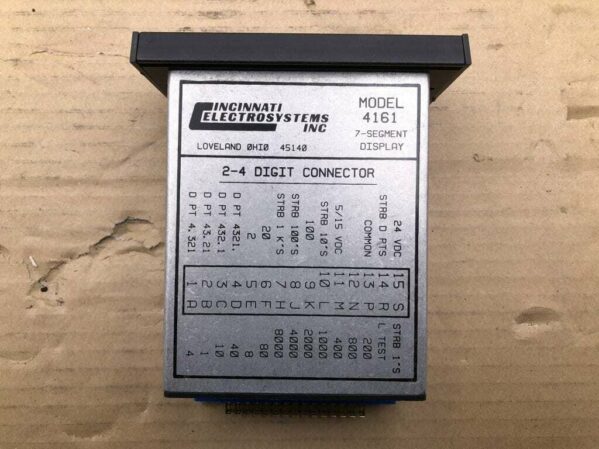 CINCINNATI
ELECTROSYSTEMS
INC
LOVELAND OHIO 45140
MODEL
4161
7-SEGMENT
DISPLAY
2-4 DIGIT CONNECTOR
24 VDC 15 S STRB 1'S
STRB D PTS 14 R L TEST
COMMON 13 P 200
12 N 800
5/15 VDC 11 M 400
STRB 10'S 10 L 1000
100 9 K 2000
STRB 100'S 8 J 4000
STRB 1 K'S 7 H 8000
20 6 F 80
2 5 E 8
D PT 4321. 4 D 40
D PT 432.1 3 C 10
D PT 43.21 2 B 1
D PT 4.321 1 A 4